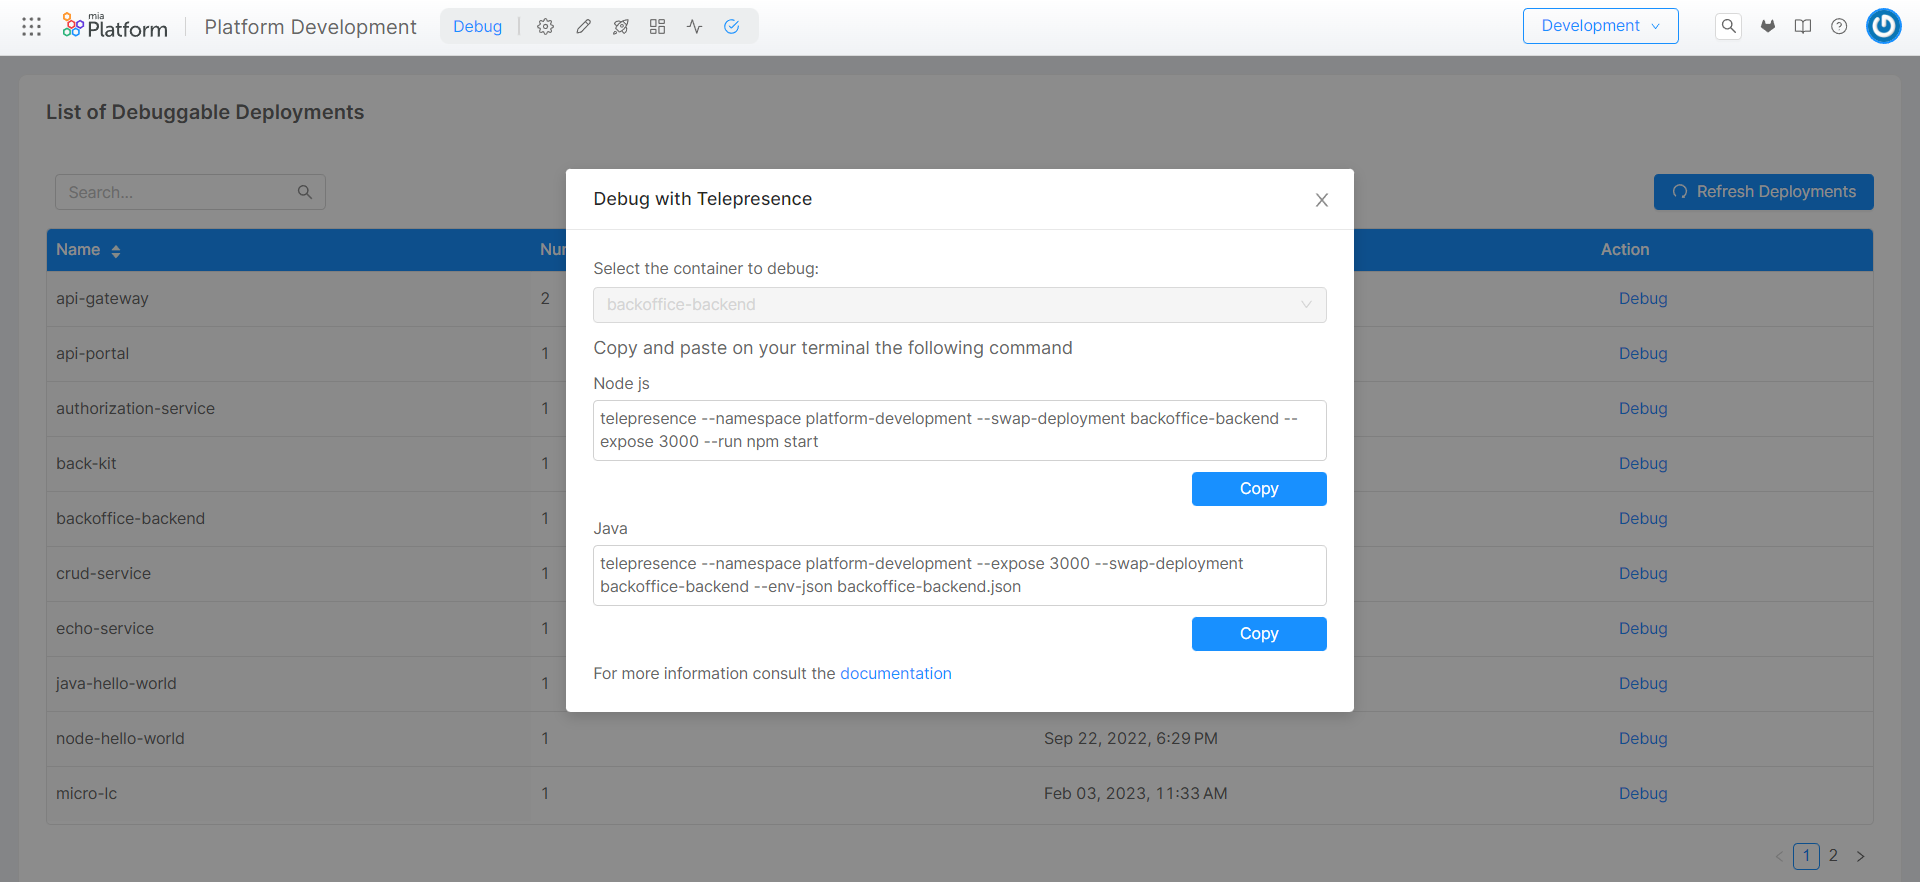 mia
Platform
Platform Development
Debug
Development
List of Debuggable Deployments
Search...
Refresh Deployments
Name
Action
api-gateway
2
Debug
api-portal
1
Debug
authorization-service
1
Debug
back-kit
1
Debug
backoffice-backend
1
Debug
crud-service
1
Debug
echo-service
1
Debug
java-hello-world
1
Debug
node-hello-world
1
Sep 22, 2022, 6:29 PM
Debug
micro-lc
1
Feb 03, 2023, 11:33 AM
Debug
1
2
Debug with Telepresence
Select the container to debug:
backoffice-backend
Copy and paste on your terminal the following command
Node js
telepresence --namespace platform-development --swap-deployment backoffice-backend --
expose 3000 --run npm start
Copy
Java
telepresence --namespace platform-development --expose 3000 --swap-deployment
backoffice-backend --env-json backoffice-backend.json
Copy
For more information consult the documentation